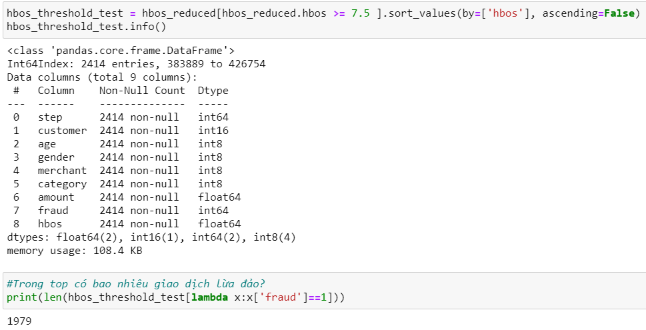 hbos_threshold_test = hbos_reduced[hbos_reduced.hbos >= 7.5 ].sort_values(by=['hbos'], ascending=False)
hbos_threshold_test.info()
<class 'pandas.core.frame.DataFrame'>
Int64Index: 2414 entries, 383889 to 426754
Data columns (total 9 columns):
 #   Column    Non-Null Count  Dtype
---  ------    --------------  -----
 0   step      2414 non-null   int64
 1   customer  2414 non-null   int16
 2   age       2414 non-null   int8
 3   gender    2414 non-null   int8
 4   merchant  2414 non-null   int8
 5   category  2414 non-null   int8
 6   amount    2414 non-null   float64
 7   fraud     2414 non-null   int64
 8   hbos      2414 non-null   float64
dtypes: float64(2), int16(1), int64(2), int8(4)
memory usage: 108.4 KB
#Trong top có bao nhiêu giao dịch lừa đảo?
print(len(hbos_threshold_test[lambda x:x['fraud']==1]))
1979